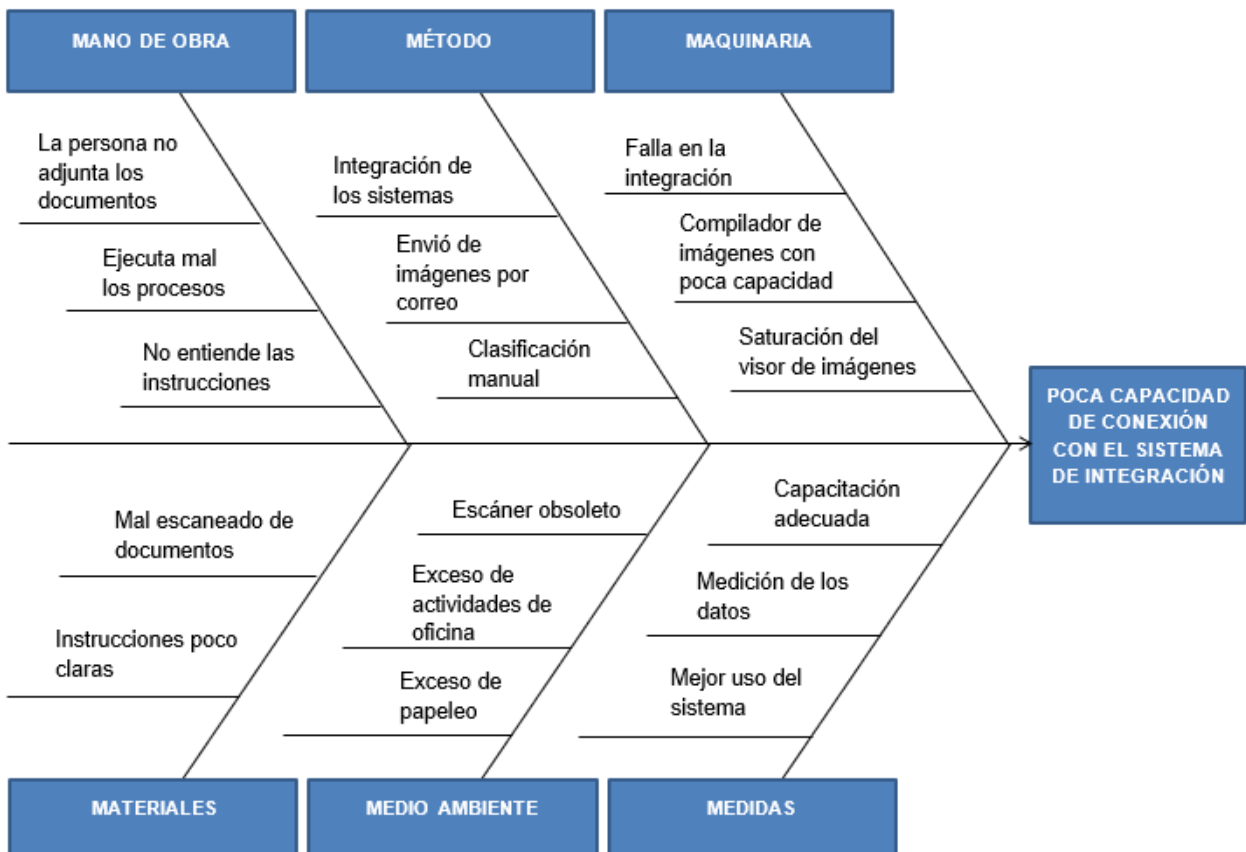 MANO DE OBRA
MÉTODO
MAQUINARIA
La persona no
adjunta los
documentos
Ejecuta mal
los procesos
No entiende las
instrucciones
Integración de
los sistemas
Envió de
imágenes por
correo
Clasificación
manual
Falla en la
integración
Compilador de
imágenes con
poca capacidad
Saturación del
visor de imágenes
POCA CAPACIDAD
DE CONEXIÓN
CON EL SISTEMA
DE INTEGRACIÓN
Mal escaneado de
documentos
Instrucciones poco
claras
Escáner obsoleto
Exceso de
actividades de
oficina
Exceso de
papeleo
Capacitación
adecuada
Medición de los
datos
Mejor uso del
sistema
MATERIALES
MEDIO AMBIENTE
MEDIDAS